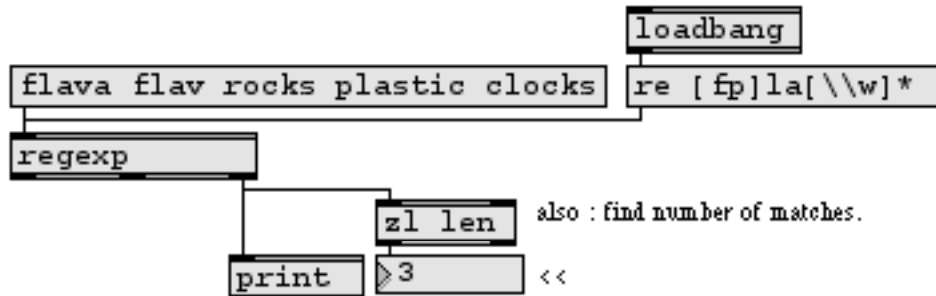 loadbang
flava flav rocks plastic clocks
re [fp]la[\\w]*
regexp
zl len
also : find number of matches.
print
3
<<